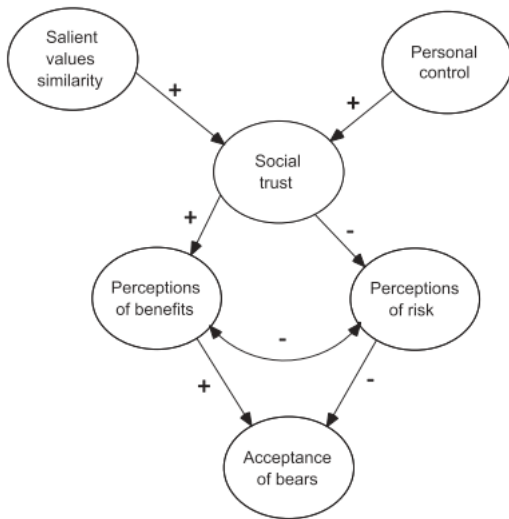 Salient
values
similarity
Personal
control
+
+
Social
trust
+
-
Perceptions
of benefits
Perceptions
of risk
-
+
-
Acceptance
of bears